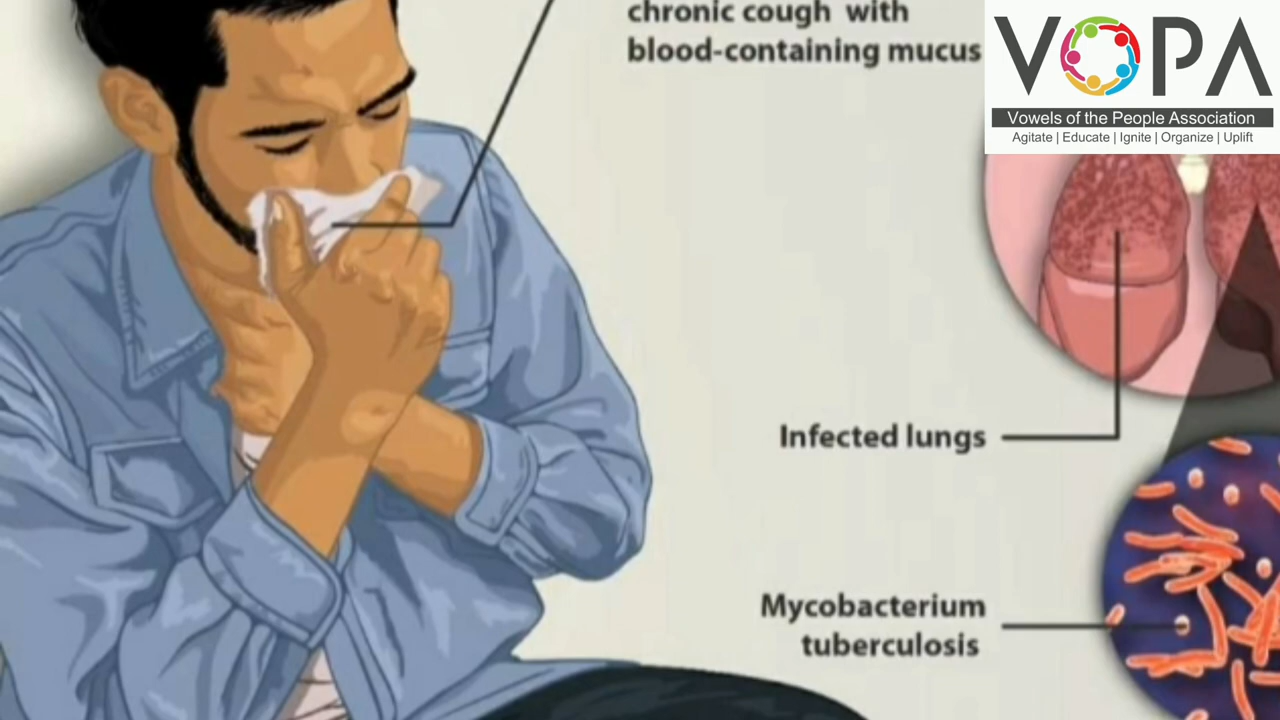 chronic cough with
blood-containing mucus
VOPA
Vowels of the People Association
Agitate | Educate | Ignite | Organize | Uplift
Infected lungs
Mycobacterium
tuberculosis